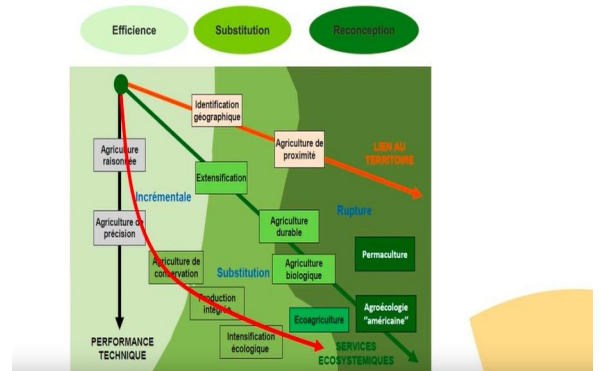 Efficience
Substitution
Reconception
Identification
géographique
Agriculture
raisonnée
Agriculture de
proximité
LIEN AU
TERRITOIRE
Extensification
Incrémentale
Rupture
Agriculture de
précision
Agriculture
durable
Permaculture
Agriculture de
conservation
Substitution
Agriculture
biologique
Production
intégrée
Ecoagriculture
Agroécologie
"américaine"
Intensification
écologique
PERFORMANCE
TECHNIQUE
SERVICES
ECOSYSTEMIQUES